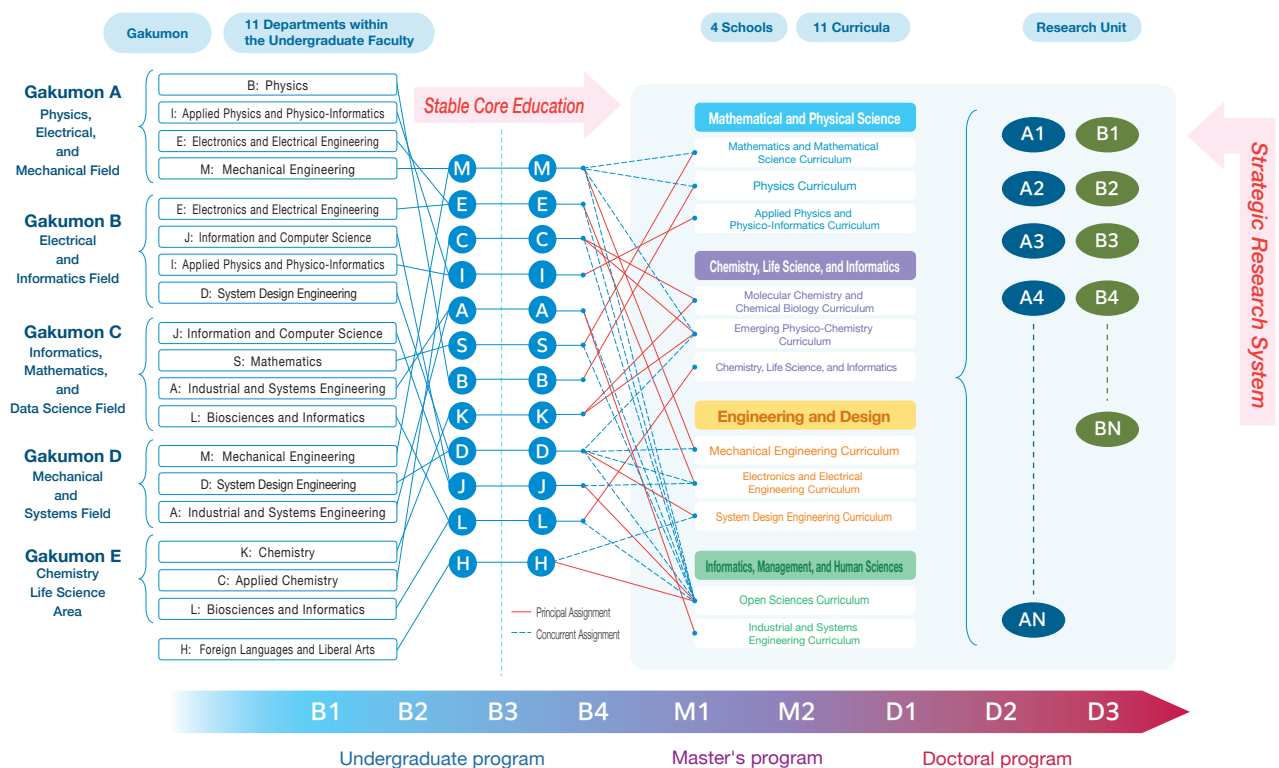 Gakumon
11 Departments within
the Undergraduate Faculty
4 Schools
11 Curricula
Research Unit
Gakumon A
Physics,
Electrical,
and
Mechanical Field
B: Physics
I: Applied Physics and Physico-Informatics
E: Electronics and Electrical Engineering
M: Mechanical Engineering
Gakumon B
Electrical
and
Informatics Field
E: Electronics and Electrical Engineering
J: Information and Computer Science
I: Applied Physics and Physico-Informatics
D: System Design Engineering
Gakumon C
Informatics,
Mathematics,
and
Data Science Field
J: Information and Computer Science
S: Mathematics
A: Industrial and Systems Engineering
L: Biosciences and Informatics
Gakumon D
Mechanical
and
Systems Field
M: Mechanical Engineering
D: System Design Engineering
A: Industrial and Systems Engineering
Gakumon E
Chemistry
Life Science
Area
K: Chemistry
C: Applied Chemistry
L: Biosciences and Informatics
H: Foreign Languages and Liberal Arts
Stable Core Education
M M
E E
C C
I I
A A
S S
B B
K K
D D
J J
L L
H H
Principal Assignment
Concurrent Assignment
Mathematical and Physical Science
Mathematics and Mathematical
Science Curriculum
Physics Curriculum
Applied Physics and
Physico-Informatics Curriculum
Chemistry, Life Science, and Informatics
Molecular Chemistry and
Chemical Biology Curriculum
Emerging Physico-Chemistry
Curriculum
Chemistry, Life Science, and Informatics
Engineering and Design
Mechanical Engineering Curriculum
Electronics and Electrical
Engineering Curriculum
System Design Engineering Curriculum
Informatics, Management, and Human Sciences
Open Sciences Curriculum
Industrial and Systems
Engineering Curriculum
A1 B1
A2 B2
A3 B3
A4 B4
BN
AN
Strategic Research System
B1 B2 B3 B4 M1 M2 D1 D2 D3
Undergraduate program
Master's program
Doctoral program